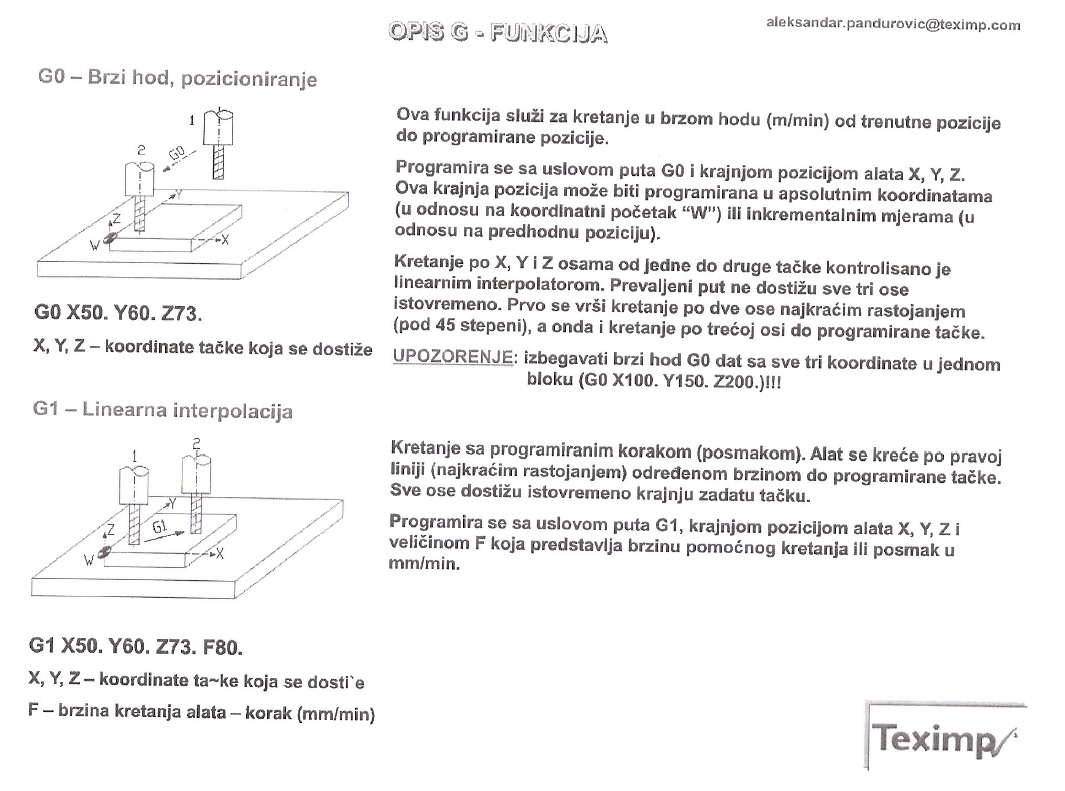 OPIS G - FUNKCIJA
aleksandar.pandurovic@teximp.com
G0 – Brzi hod, pozicioniranje
1
2
G0
Y
Z
W
X
G0 X50. Y60. Z73.
X, Y, Z – koordinate tačke koja se dostiže
Ova funkcija služi za kretanje u brzom hodu (m/min) od trenutne pozicije
do programirane pozicije.
Programira se sa uslovom puta G0 i krajnjom pozicijom alata X, Y, Z.
Ova krajnja pozicija može biti programirana u apsolutnim koordinatama
(u odnosu na koordinatni početak “W”) ili inkrementalnim mjerama (u
odnosu na predhodnu poziciju).
Kretanje po X, Y i Z osama od jedne do druge tačke kontrolisano je
linearnim interpolatorom. Prevaljeni put ne dostižu sve tri ose
istovremeno. Prvo se vrši kretanje po dve ose najkraćim rastojanjem
(pod 45 stepeni), a onda i kretanje po trećoj osi do programirane tačke.
UPOZORENJE: izbegavati brzi hod G0 dat sa sve tri koordinate u jednom
bloku (G0 X100. Y150. Z200.)!!!
G1 – Linearna interpolacija
1
2
Y
Z
G1
W
X
G1 X50. Y60. Z73. F80.
X, Y, Z – koordinate ta~ke koja se dosti`e
F – brzina kretanja alata – korak (mm/min)
Kretanje sa programiranim korakom (posmakom). Alat se kreće po pravoj
liniji (najkraćim rastojanjem) određenom brzinom do programirane tačke.
Sve ose dostižu istovremeno krajnju zadatu tačku.
Programira se sa uslovom puta G1, krajnjom pozicijom alata X, Y, Z i
veličinom F koja predstavlja brzinu pomoćnog kretanja ili posmak u
mm/min.
Teximp